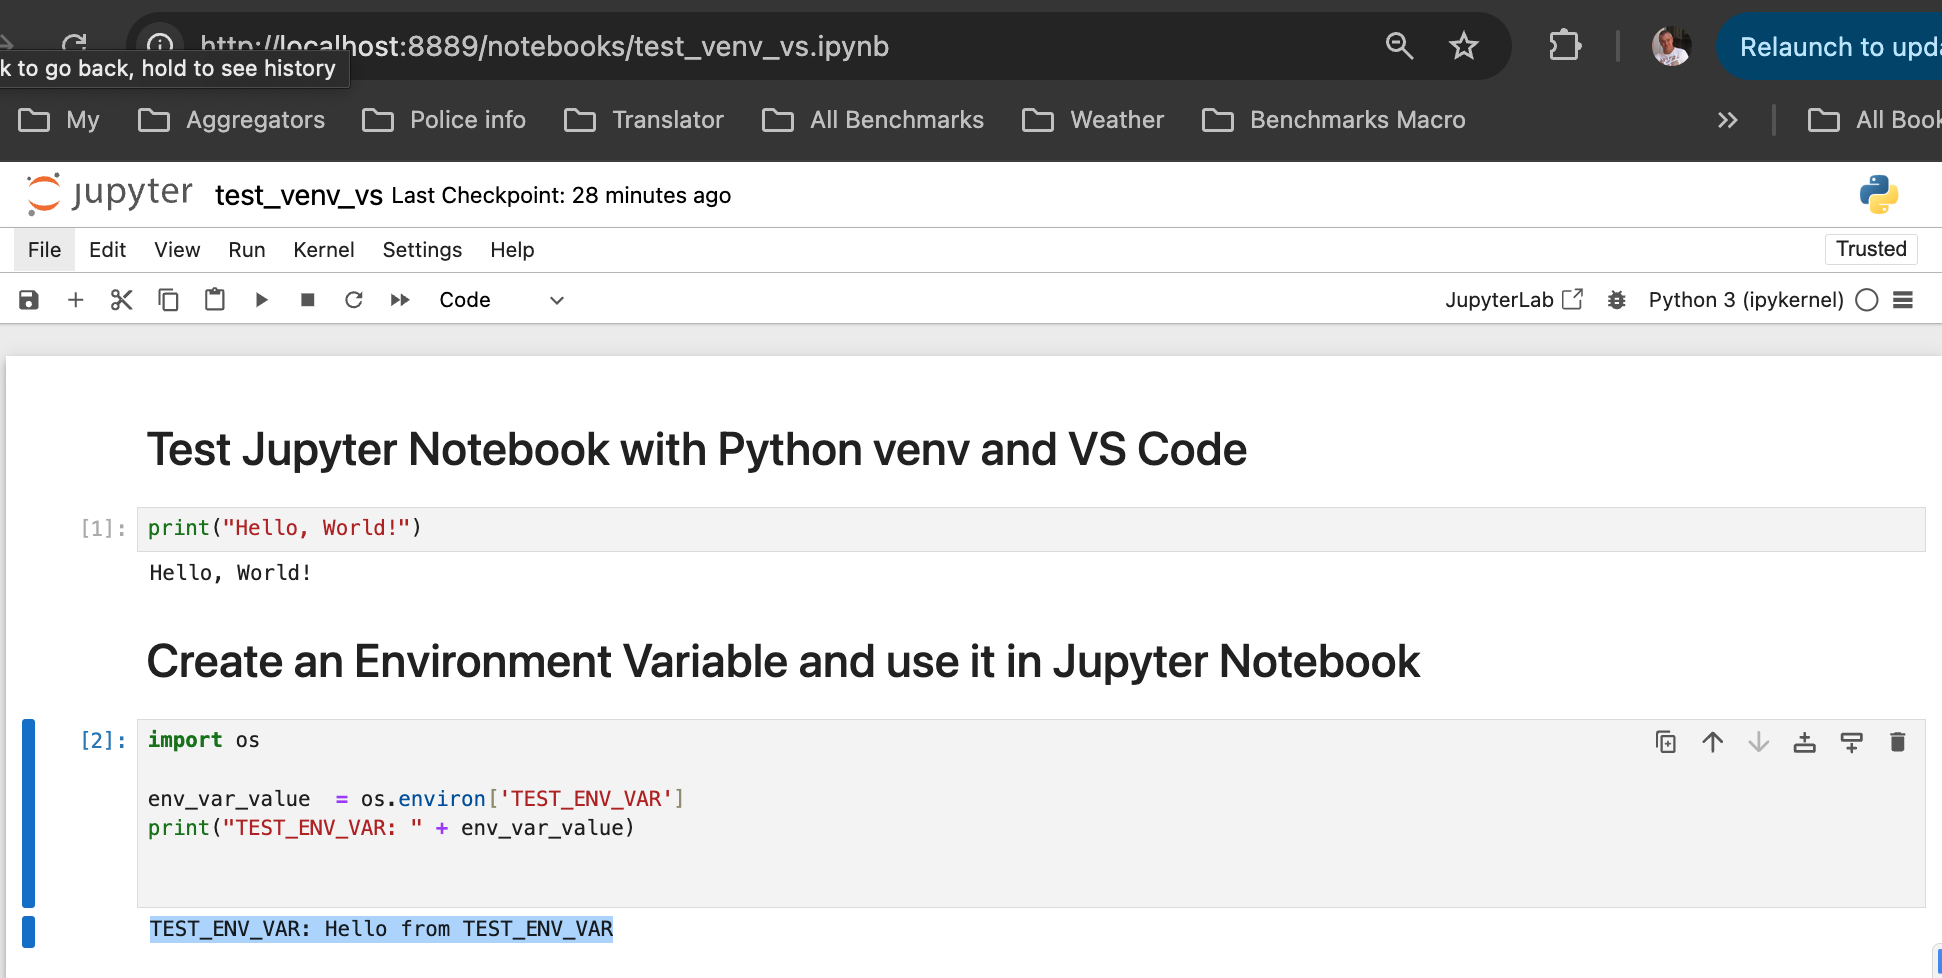 http://localhost:8889/notebooks/test_venv_vs.ipynb
Relaunch to upda
k to go back, hold to see history
My Aggregators Police info Translator All Benchmarks Weather Benchmarks Macro All Book
jupyter test_venv_vs Last Checkpoint: 28 minutes ago
File Edit View Run Kernel Settings Help Trusted
Code JupyterLab Python 3 (ipykernel)
Test Jupyter Notebook with Python venv and VS Code
[1]: print("Hello, World!")
Hello, World!
Create an Environment Variable and use it in Jupyter Notebook
[2]: import os
env_var_value  = os.environ['TEST_ENV_VAR']
print("TEST_ENV_VAR: " + env_var_value)
TEST_ENV_VAR: Hello from TEST_ENV_VAR